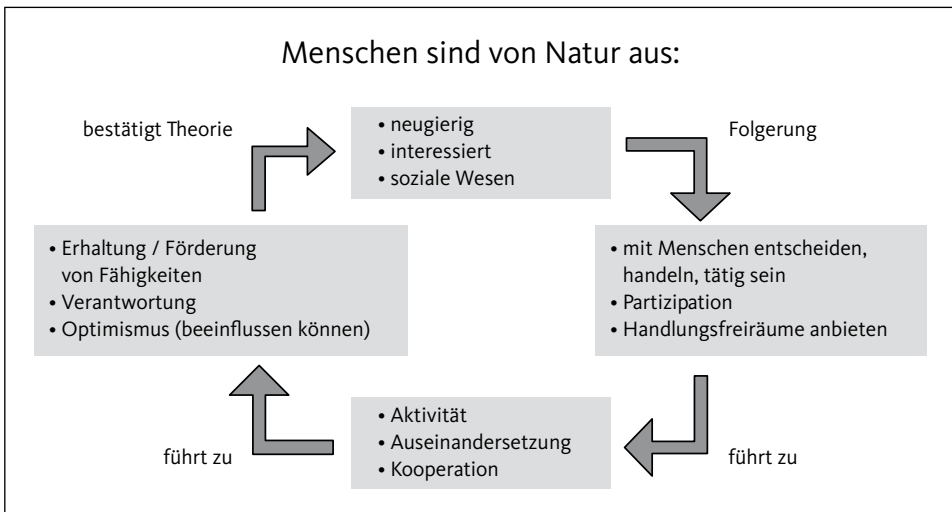 Menschen sind von Natur aus:
bestätigt Theorie
• neugierig
• interessiert
• soziale Wesen
Folgerung
• mit Menschen entscheiden,
handeln, tätig sein
• Partizipation
• Handlungsfreiräume anbieten
führt zu
• Aktivität
• Auseinandersetzung
• Kooperation
führt zu
• Erhaltung / Förderung
von Fähigkeiten
• Verantwortung
• Optimismus (beeinflussen können)